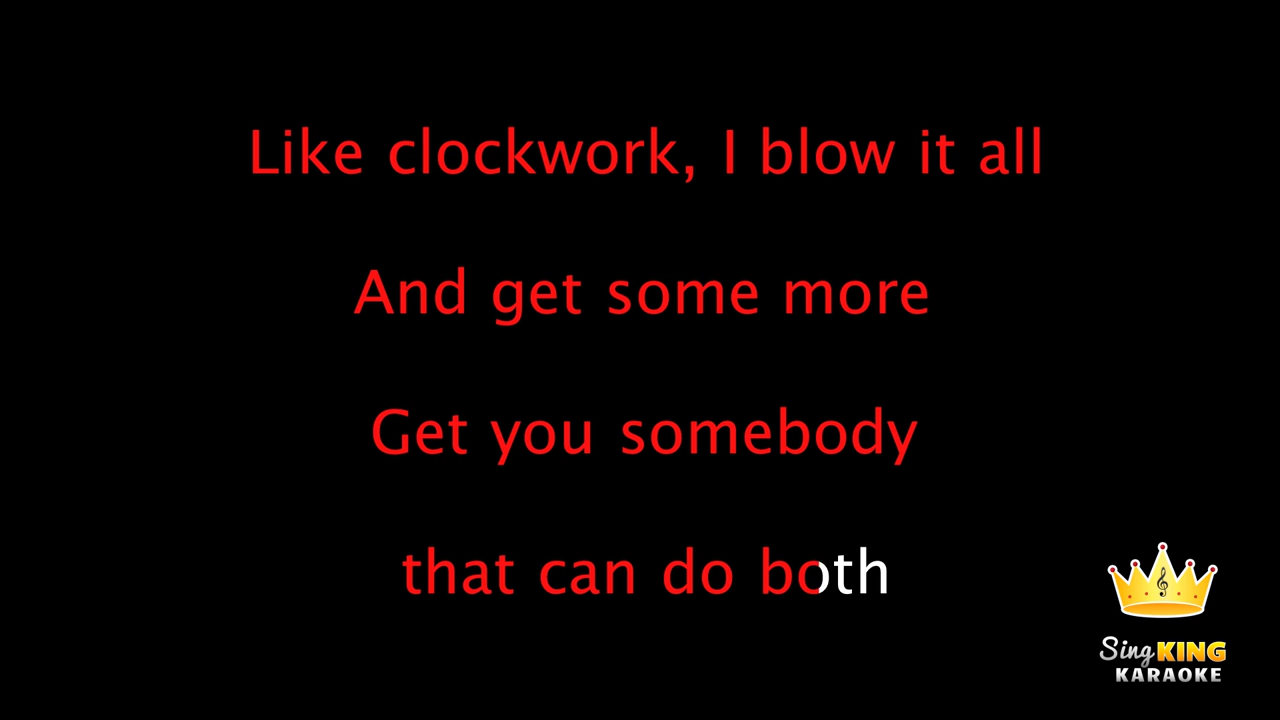 Like clockwork, I blow it all
And get some more
Get you somebody
that can do both
Sing KING
KARAOKE